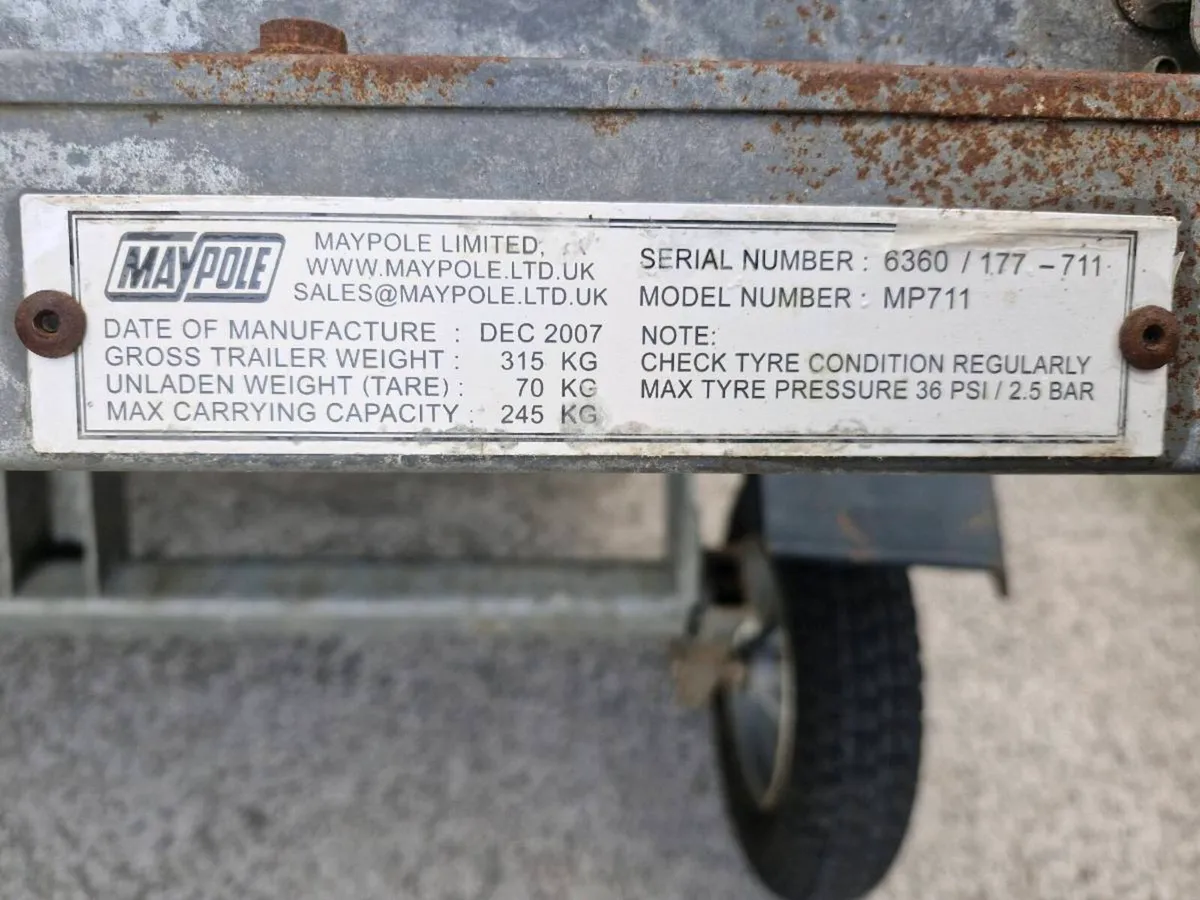 MAYPOLE
MAYPOLE LIMITED,
WWW.MAYPOLE.LTD.UK
SALES@MAYPOLE.LTD.UK
DATE OF MANUFACTURE : DEC 2007
GROSS TRAILER WEIGHT : 315 KG
UNLADEN WEIGHT (TARE) : 70 KG
MAX CARRYING CAPACITY : 245 KG
SERIAL NUMBER : 6360 / 177 - 711
MODEL NUMBER : MP711
NOTE:
CHECK TYRE CONDITION REGULARLY
MAX TYRE PRESSURE 36 PSI / 2.5 BAR